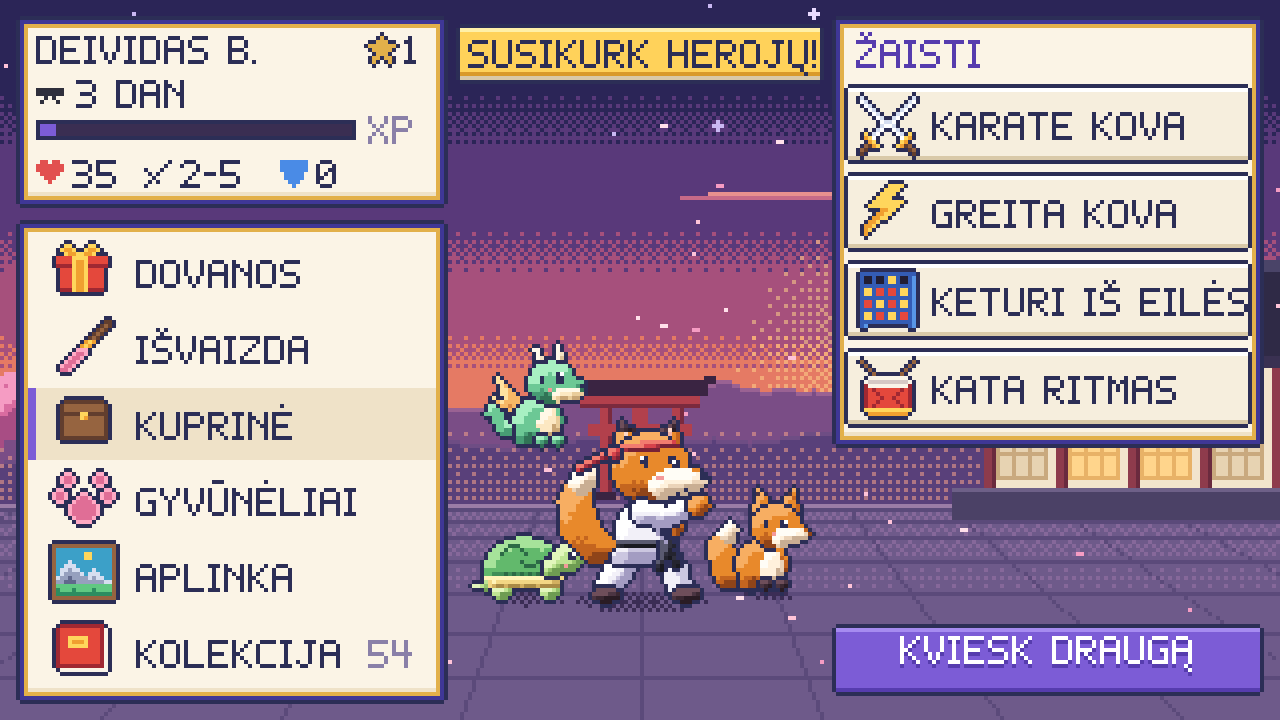 DEIVIDAS B. 1
3 DAN
XP
35 2-5 0
SUSIKURK HEROJŲ!
DOVANOS
IŠVAIZDA
KUPRINĖ
GYVŪNĖLIAI
APLINKA
KOLEKCIJA 54
ŽAISTI
KARATE KOVA
GREITA KOVA
KETURI IŠ EILĖS
KATA RITMAS
KVIESK DRAUGĄ